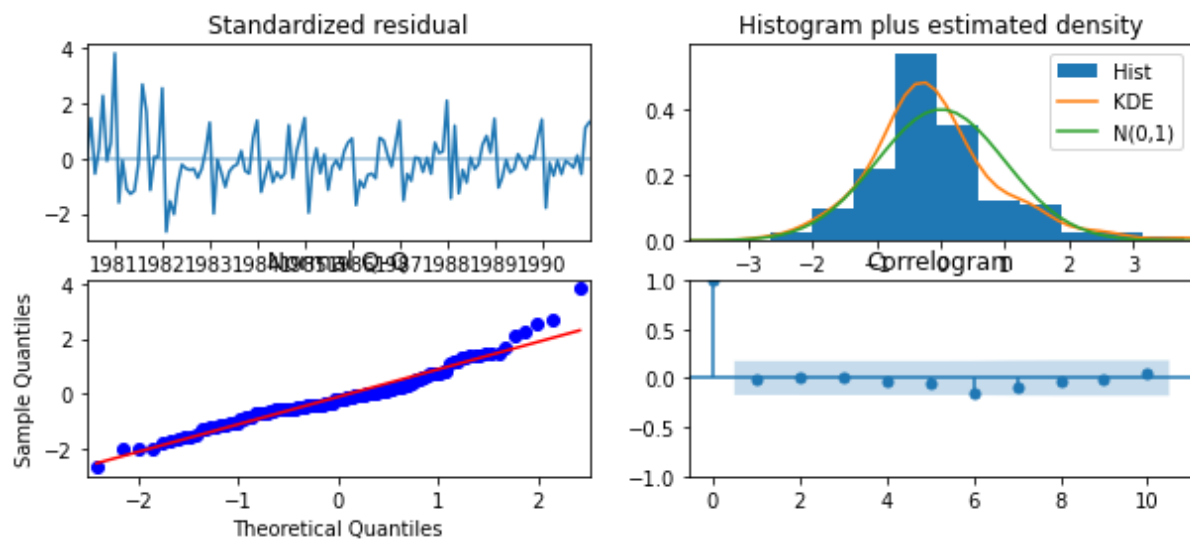 Standardized residual
4
2
0
−2
1981 1982 1983 1984 1985 1986 1987 1988 1989 1990
Histogram plus estimated density
Hist
KDE
N(0,1)
0.4
0.2
0.0
−3 −2 −1 0 1 2 3
Normal Q-Q
Sample Quantiles
4
2
0
−2
−2 −1 0 1 2
Theoretical Quantiles
Correlogram
1.0
0.5
0.0
−0.5
−1.0
0 2 4 6 8 10